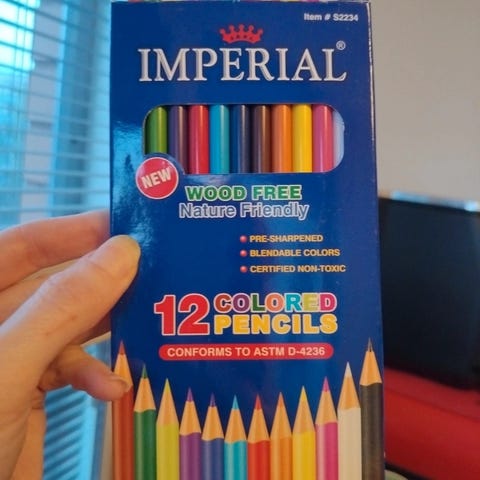 Item # S2234
IMPERIAL®
NEW
WOOD FREE
Nature Friendly
PRE-SHARPENED
BLENDABLE COLORS
CERTIFIED NON-TOXIC
12 COLORED
PENCILS
CONFORMS TO ASTM D-4236